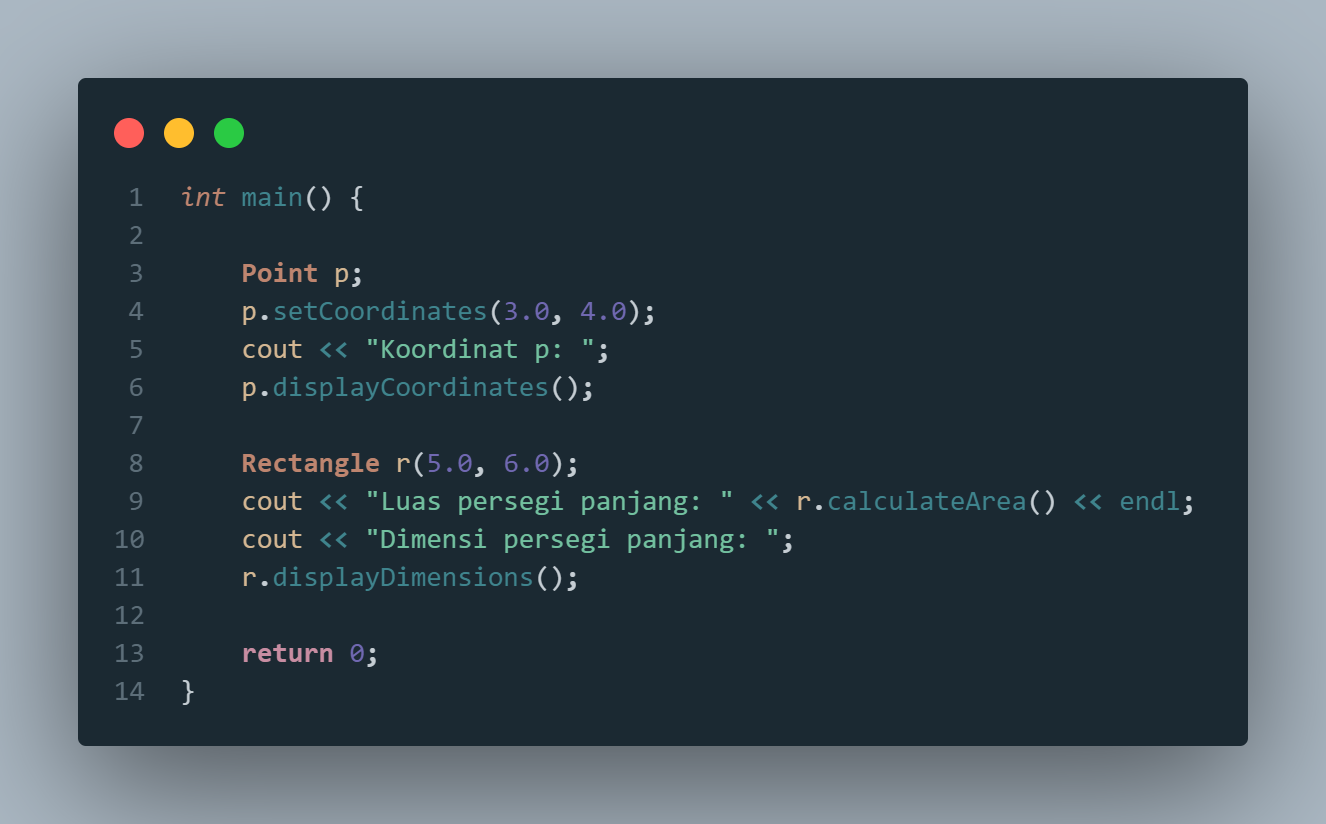 1 int main() {
2
3     Point p;
4     p.setCoordinates(3.0, 4.0);
5     cout << "Koordinat p: ";
6     p.displayCoordinates();
7
8     Rectangle r(5.0, 6.0);
9     cout << "Luas persegi panjang: " << r.calculateArea() << endl;
10     cout << "Dimensi persegi panjang: ";
11     r.displayDimensions();
12
13     return 0;
14 }